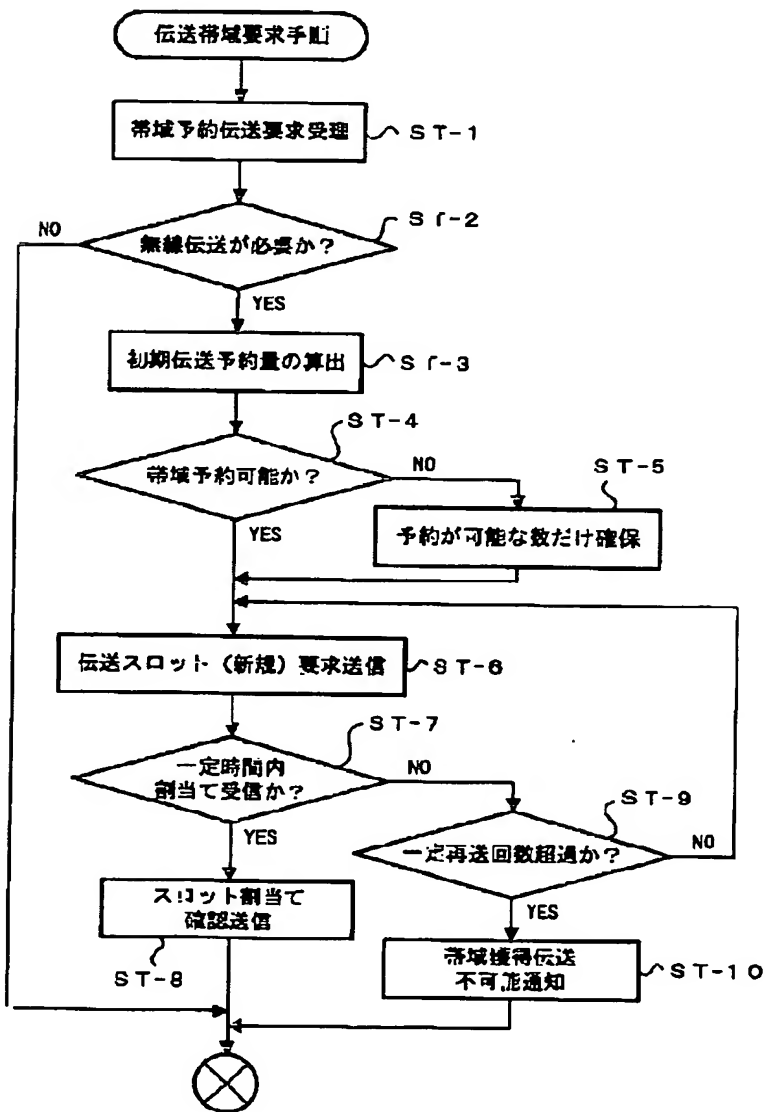 伝送帯域要求手順
帯域予約伝送要求受理
ST-1
無線伝送が必要か?
ST-2
NO
YES
初期伝送予約量の算出
ST-3
帯域予約可能か?
ST-4
NO
YES
予約が可能な数だけ確保
ST-5
伝送スロット(新規)要求送信
ST-6
一定時間内
割当て受信か?
ST-7
NO
YES
一定再送回数超過か?
ST-9
NO
YES
スロット割当て
確認送信
ST-8
帯域獲得伝送
不可能通知
ST-10